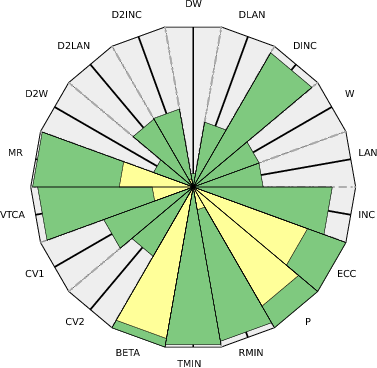 DW
D2INC
DLAN
D2LAN
DINC
D2W
W
MR
LAN
VTCA
INC
CV1
ECC
CV2
P
BETA
RMIN
TMIN